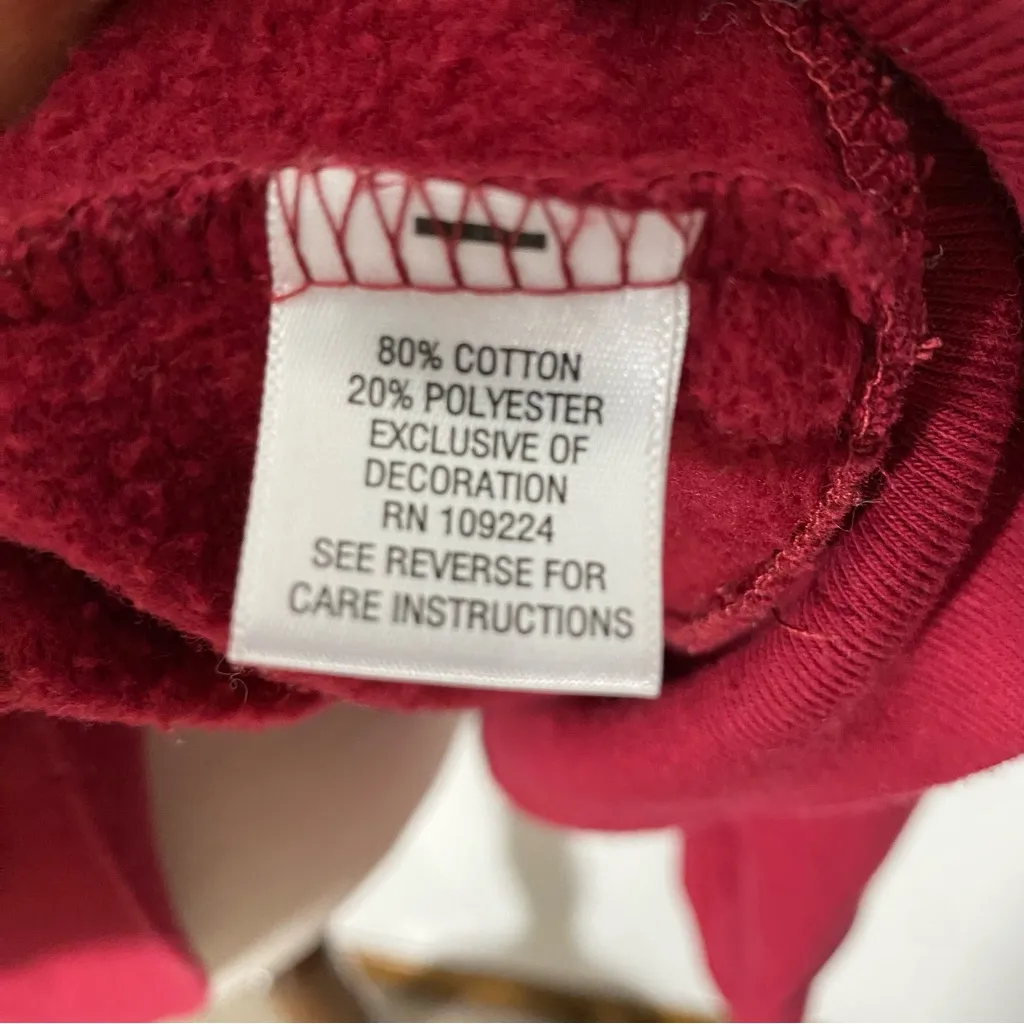 80% COTTON
20% POLYESTER
EXCLUSIVE OF
DECORATION
RN 109224
SEE REVERSE FOR
CARE INSTRUCTIONS